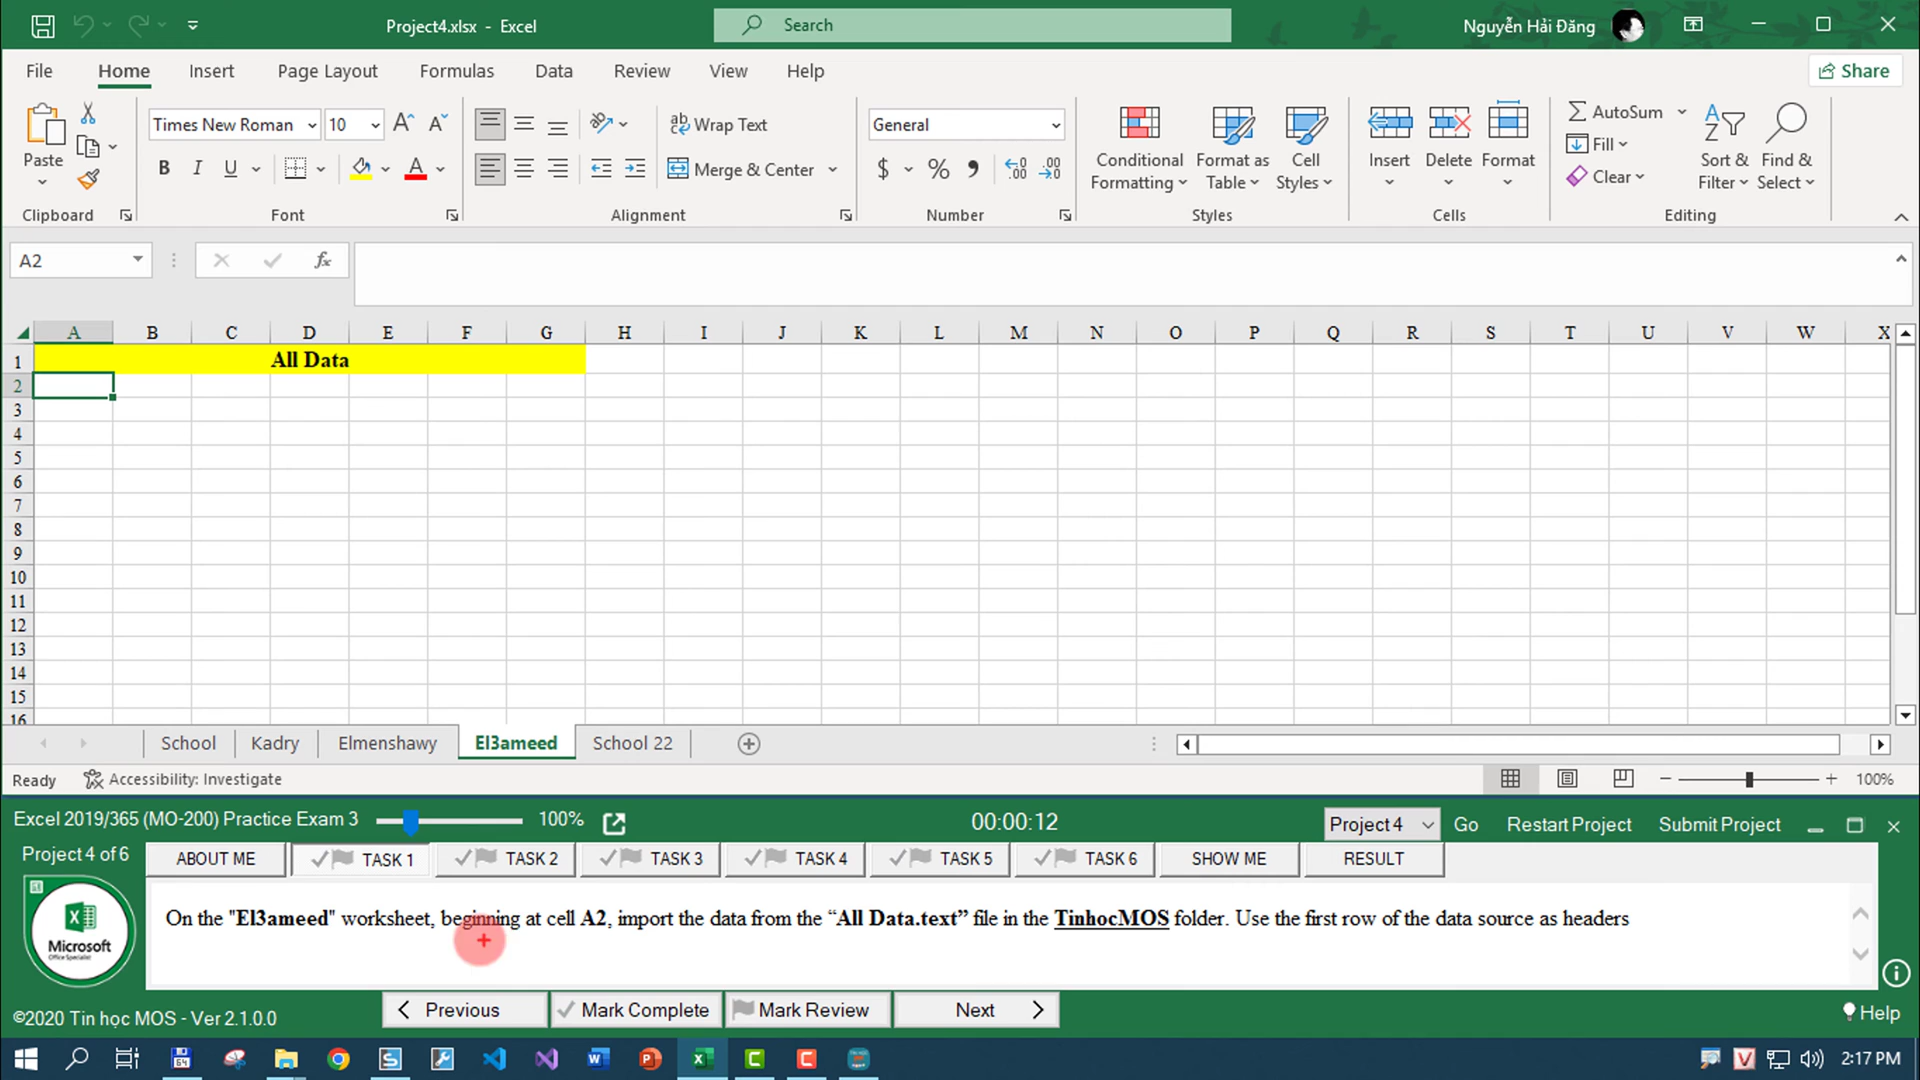 Project4.xlsx - Excel
Search
Nguyễn Hải Đăng
File Home Insert Page Layout Formulas Data Review View Help
Share
Paste
Times New Roman 10
B I U
Wrap Text
Merge & Center
General
$ %
Conditional Formatting
Format as Table
Cell Styles
Insert
Delete
Format
AutoSum
Fill
Clear
Sort & Filter
Find & Select
Clipboard Font Alignment Number Styles Cells Editing
A2
fx
A B C D E F G H I J K L M N O P Q R S T U V W X
1 All Data
2
3
4
5
6
7
8
9
10
11
12
13
14
15
16
School Kadry Elmenshawy El3ameed School 22
Ready Accessibility: Investigate 100%
Excel 2019/365 (MO-200) Practice Exam 3 100% 00:00:12 Project 4 Go Restart Project Submit Project
Project 4 of 6 ABOUT ME TASK 1 TASK 2 TASK 3 TASK 4 TASK 5 TASK 6 SHOW ME RESULT
On the "El3ameed" worksheet, beginning at cell A2, import the data from the “All Data.text” file in the TinhocMOS folder. Use the first row of the data source as headers
Microsoft
Office Specialist
Previous Mark Complete Mark Review Next
©2020 Tin học MOS - Ver 2.1.0.0
Help
2:17 PM